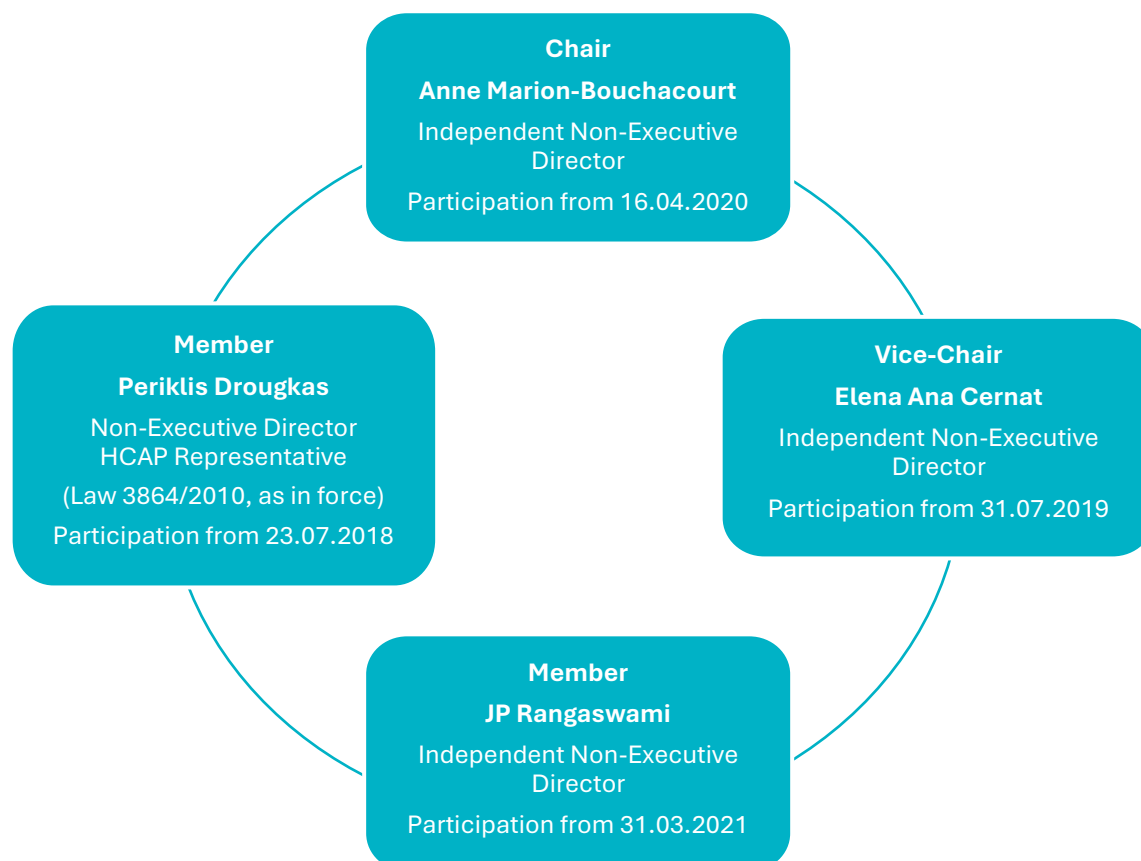 Chair
Anne Marion-Bouchacourt
Independent Non-Executive
Director
Participation from 16.04.2020
Member
Periklis Drougkas
Non-Executive Director
HCAP Representative
(Law 3864/2010, as in force)
Participation from 23.07.2018
Vice-Chair
Elena Ana Cernat
Independent Non-Executive
Director
Participation from 31.07.2019
Member
JP Rangaswami
Independent Non-Executive
Director
Participation from 31.03.2021